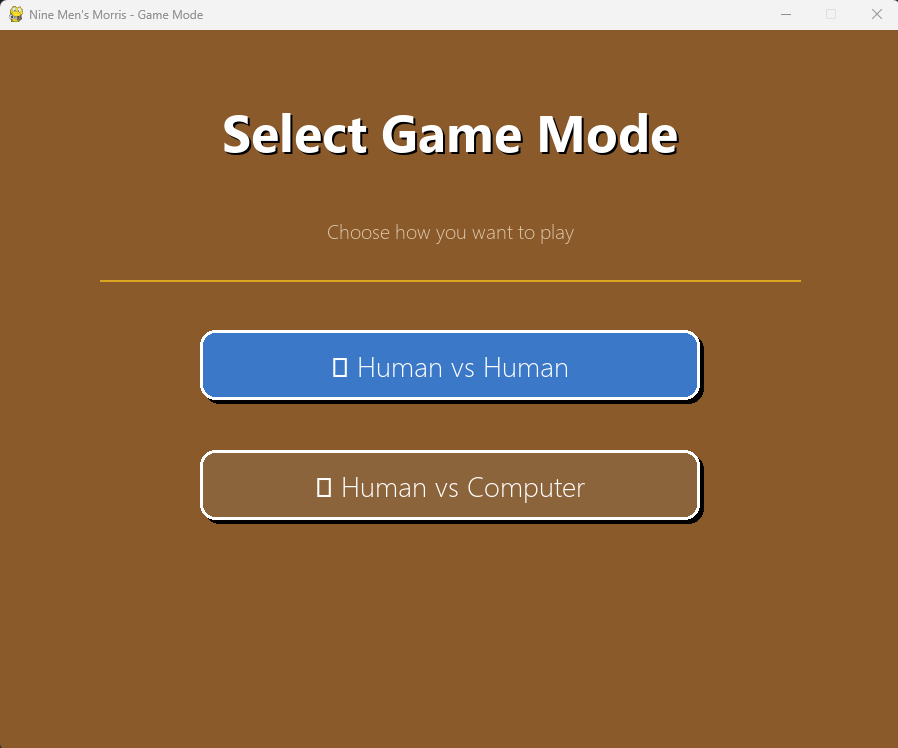 Nine Men's Morris - Game Mode
Select Game Mode
Choose how you want to play
▯ Human vs Human
▯ Human vs Computer